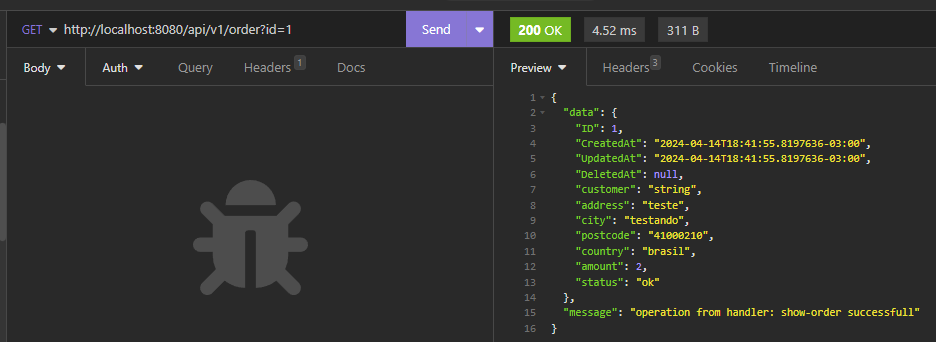 GET http://localhost:8080/api/v1/order?id=1 Send 200 OK 4.52 ms 311 B
Body Auth Query Headers 1 Docs Preview Headers 3 Cookies Timeline
1 {
2 "data": {
3 "ID": 1,
4 "CreatedAt": "2024-04-14T18:41:55.8197636-03:00",
5 "UpdatedAt": "2024-04-14T18:41:55.8197636-03:00",
6 "DeletedAt": null,
7 "customer": "string",
8 "address": "teste",
9 "city": "testando",
10 "postcode": "41000210",
11 "country": "brasil",
12 "amount": 2,
13 "status": "ok"
14 },
15 "message": "operation from handler: show-order successfull"
16 }